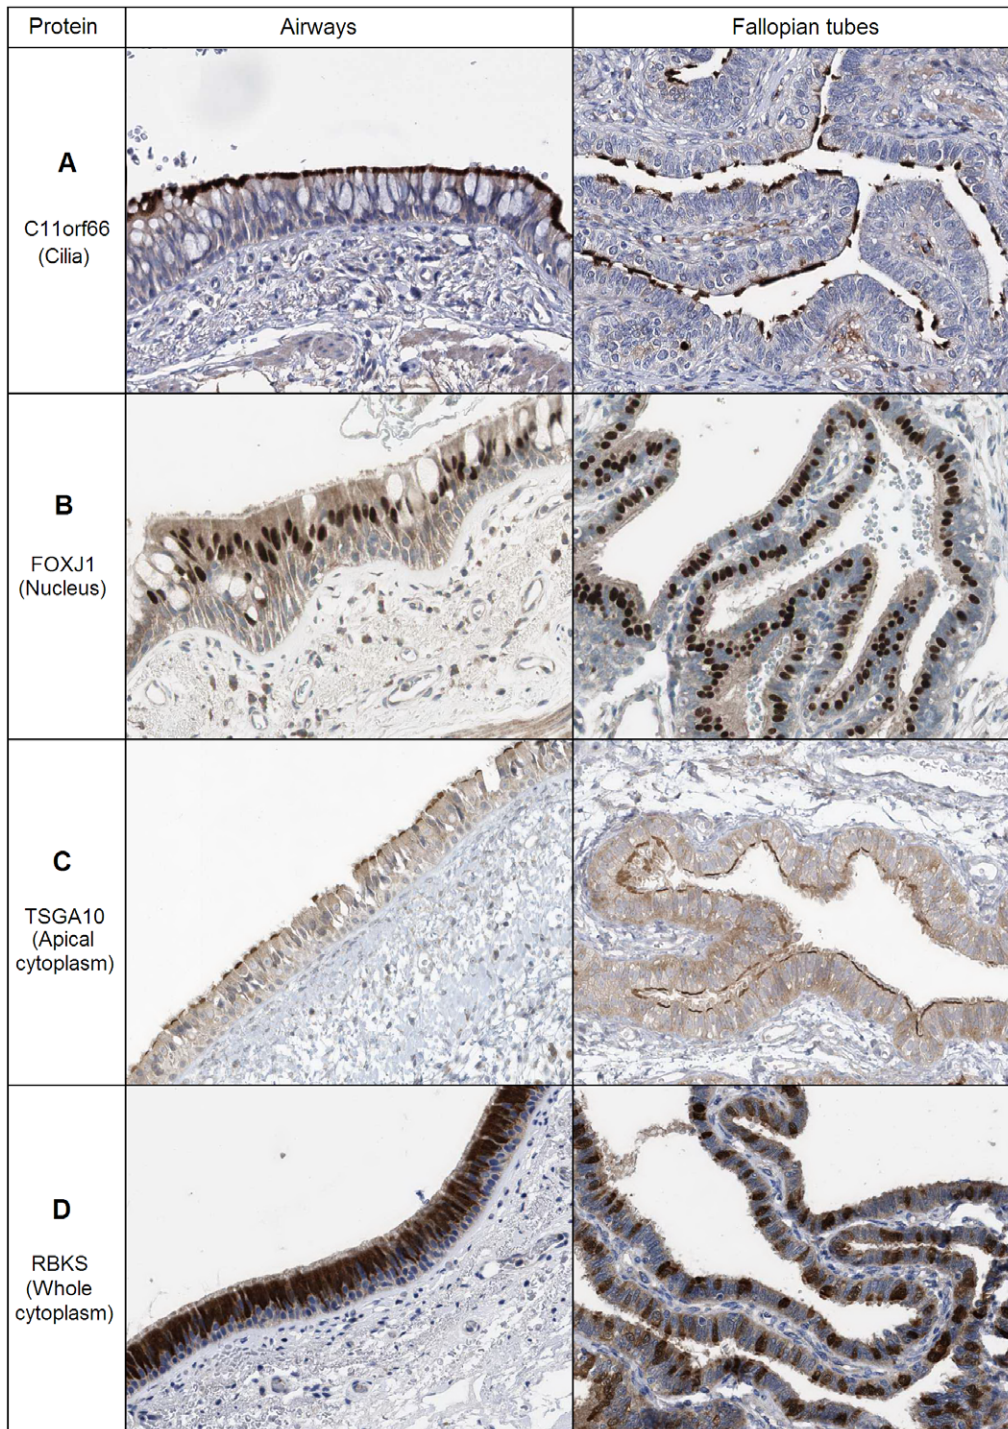 Protein
Airways
Fallopian tubes
A
C11orf66
(Cilia)
B
FOXJ1
(Nucleus)
C
TSGA10
(Apical
cytoplasm)
D
RBKS
(Whole
cytoplasm)